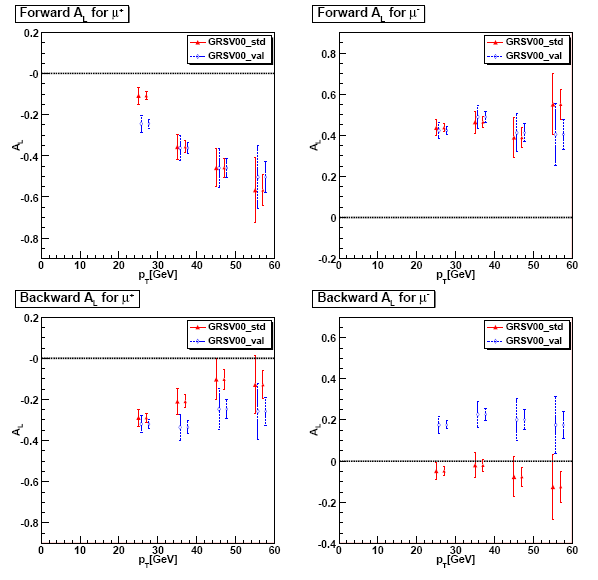 Forward A_L for μ⁺
GRSV00_std
GRSV00_val
A_L
0.2
-0
-0.2
-0.4
-0.6
-0.8
0 10 20 30 40 50 60
p_T[GeV]
Forward A_L for μ⁻
GRSV00_std
GRSV00_val
A_L
0.8
0.6
0.4
0.2
0
-0.2
0 10 20 30 40 50 60
p_T[GeV]
Backward A_L for μ⁺
GRSV00_std
GRSV00_val
A_L
0.2
-0
-0.2
-0.4
-0.6
-0.8
0 10 20 30 40 50 60
p_T[GeV]
Backward A_L for μ⁻
GRSV00_std
GRSV00_val
A_L
0.6
0.4
0.2
0
-0.2
-0.4
0 10 20 30 40 50 60
p_T[GeV]